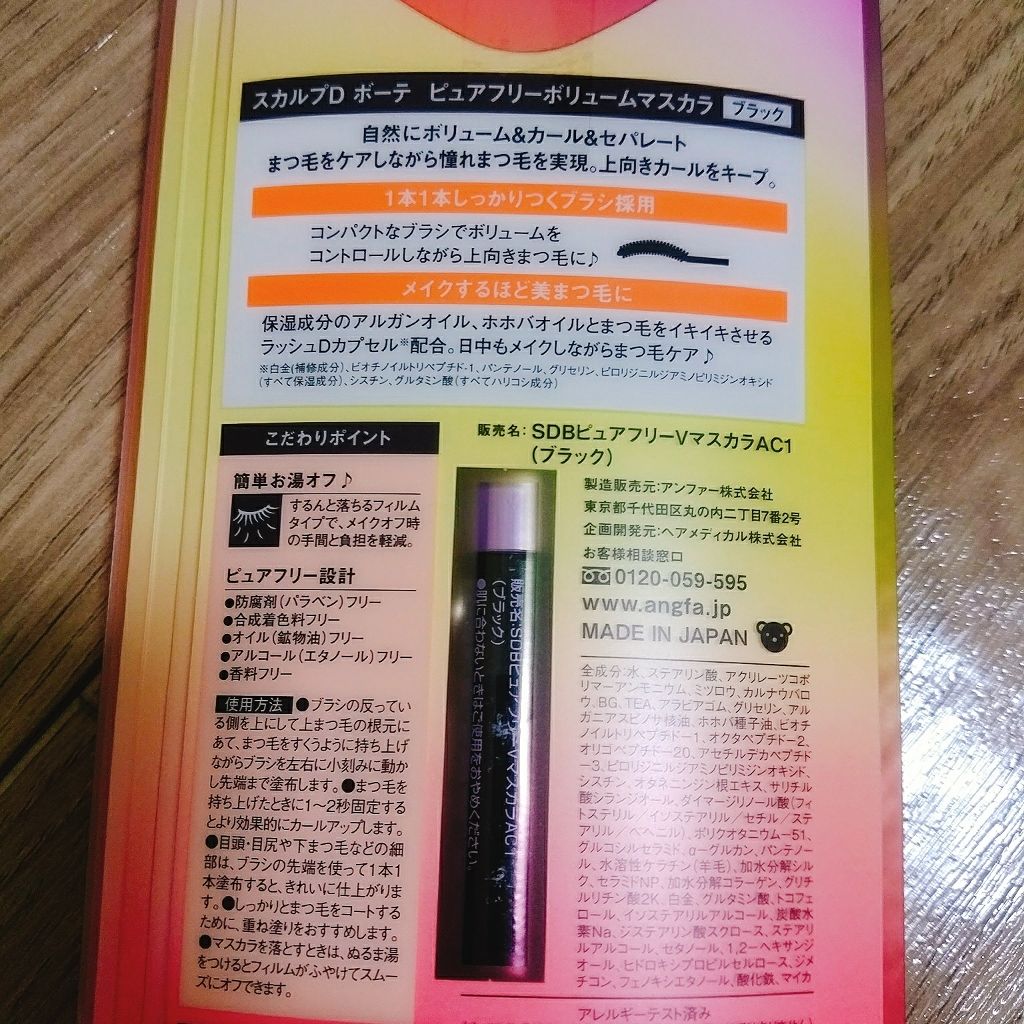 スカルプD ボーテ ピュアフリーボリュームマスカラ ブラック
自然にボリューム&カール&セパレート
まつ毛をケアしながら憧れまつ毛を実現。上向きカールをキープ。
1本1本しっかりつくブラシ採用
コンパクトなブラシでボリュームを
コントロールしながら上向きまつ毛に♪
メイクするほど美まつ毛に
保湿成分のアルガンオイル、ホホバオイルとまつ毛をイキイキさせる
ラッシュDカプセル※配合。日中もメイクしながらまつ毛ケア♪
※白金(補修成分)、ビオチノイルトリペプチド-1、パンテノール、グリセリン、ピロリジニルジアミノピリミジンオキシド
(すべて保湿成分)、シスチン、グルタミン酸(すべてハリコシ成分)
こだわりポイント
簡単お湯オフ♪
するんと落ちるフィルム
タイプで、メイクオフ時
の手間と負担を軽減。
ピュアフリー設計
●防腐剤(パラベン)フリー
●合成着色料フリー
●オイル(鉱物油)フリー
●アルコール(エタノール)フリー
●香料フリー
使用方法 ●ブラシの反ってい
る側を上にして上まつ毛の根元に
あて、まつ毛をすくうように持ち上げ
ながらブラシを左右に小刻みに動か
し先端まで塗布します。●まつ毛を
持ち上げたときに1〜2秒固定する
とより効果的にカールアップします。
●目頭・目尻や下まつ毛などの細
部は、ブラシの先端を使って1本1
本塗布すると、きれいに仕上がりま
す。●しっかりとまつ毛をコートする
ために、重ね塗りをおすすめします。
●マスカラを落とすときは、ぬるま湯
をつけるとフィルムがふやけてスムー
ズにオフできます。
販売名:SDBピュアフリーVマスカラAC1
(ブラック)
製造販売元:アンファー株式会社
東京都千代田区丸の内二丁目7番2号
企画開発元:ヘアメディカル株式会社
お客様相談窓口
0120-059-595
www.angfa.jp
MADE IN JAPAN
全成分:水、ステアリン酸、アクリレーツコポ
リマーアンモニウム、ミツロウ、カルナウバロ
ウ、BG、TEA、アラビアゴム、グリセリン、アル
ガニアスピノサ核油、ホホバ種子油、ビオチ
ノイルトリペプチド-1、オクタペプチド-2、
オリゴペプチド-20、アセチルデカペプチド
-3、ピロリジニルジアミノピリミジンオキシド、
シスチン、オタネニンジン根エキス、サリチル
酸シランジオール、ダイマージリノール酸(フィ
トステリル/イソステアリル/セチル/ステ
アリル/ベヘニル)、ポリクオタニウム-51、
グルコシルセラミド、α-グルカン、パンテノー
ル、水溶性ケラチン(羊毛)、加水分解シル
ク、セラミドNP、加水分解コラーゲン、グリチ
ルリチン酸2K、白金、グルタミン酸、トコフェ
ロール、イソステアリルアルコール、炭酸水
素Na、ジステアリン酸スクロース、ステアリ
ルアルコール、セタノール、1,2-ヘキサンジ
オール、ヒドロキシプロピルセルロース、ジメ
チコン、フェノキシエタノール、酸化鉄、マイカ
アレルギーテスト済み
販売名:SDBピュアフリーVマスカラAC1
(ブラック)
●肌に合わないときはご使用をおやめください。